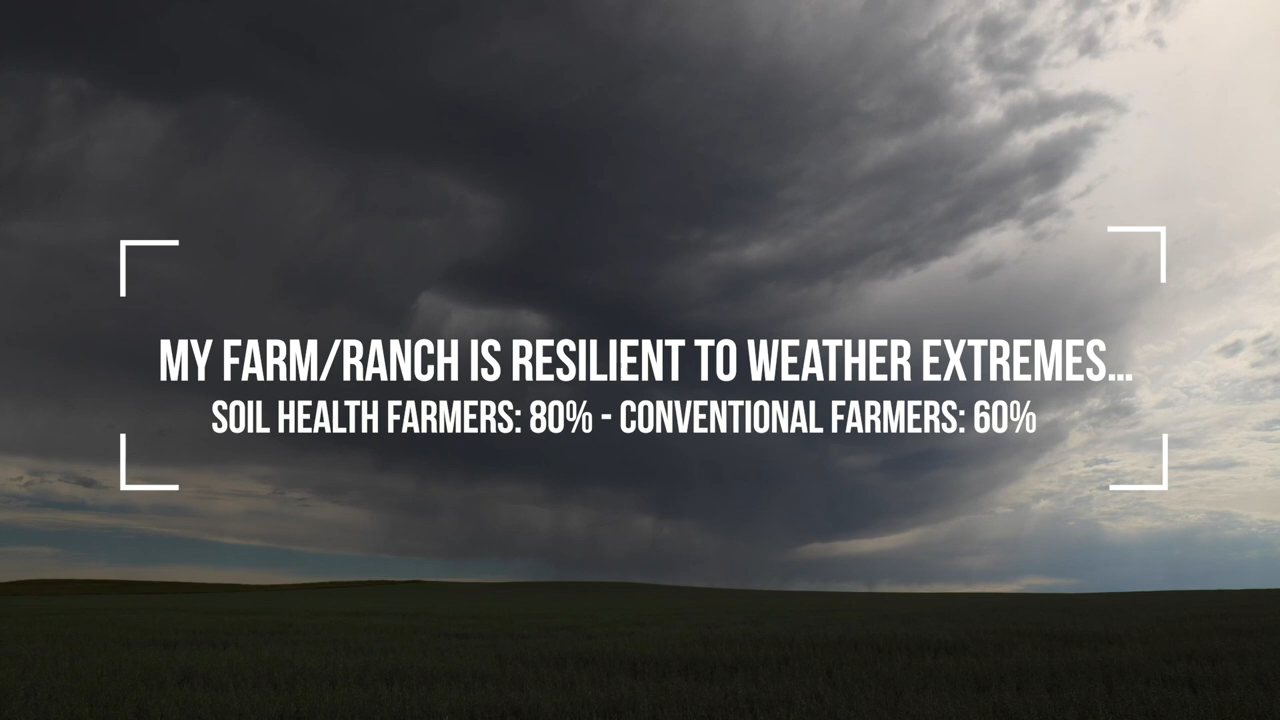 MY FARM/RANCH IS RESILIENT TO WEATHER EXTREMES...
SOIL HEALTH FARMERS: 80% - CONVENTIONAL FARMERS: 60%